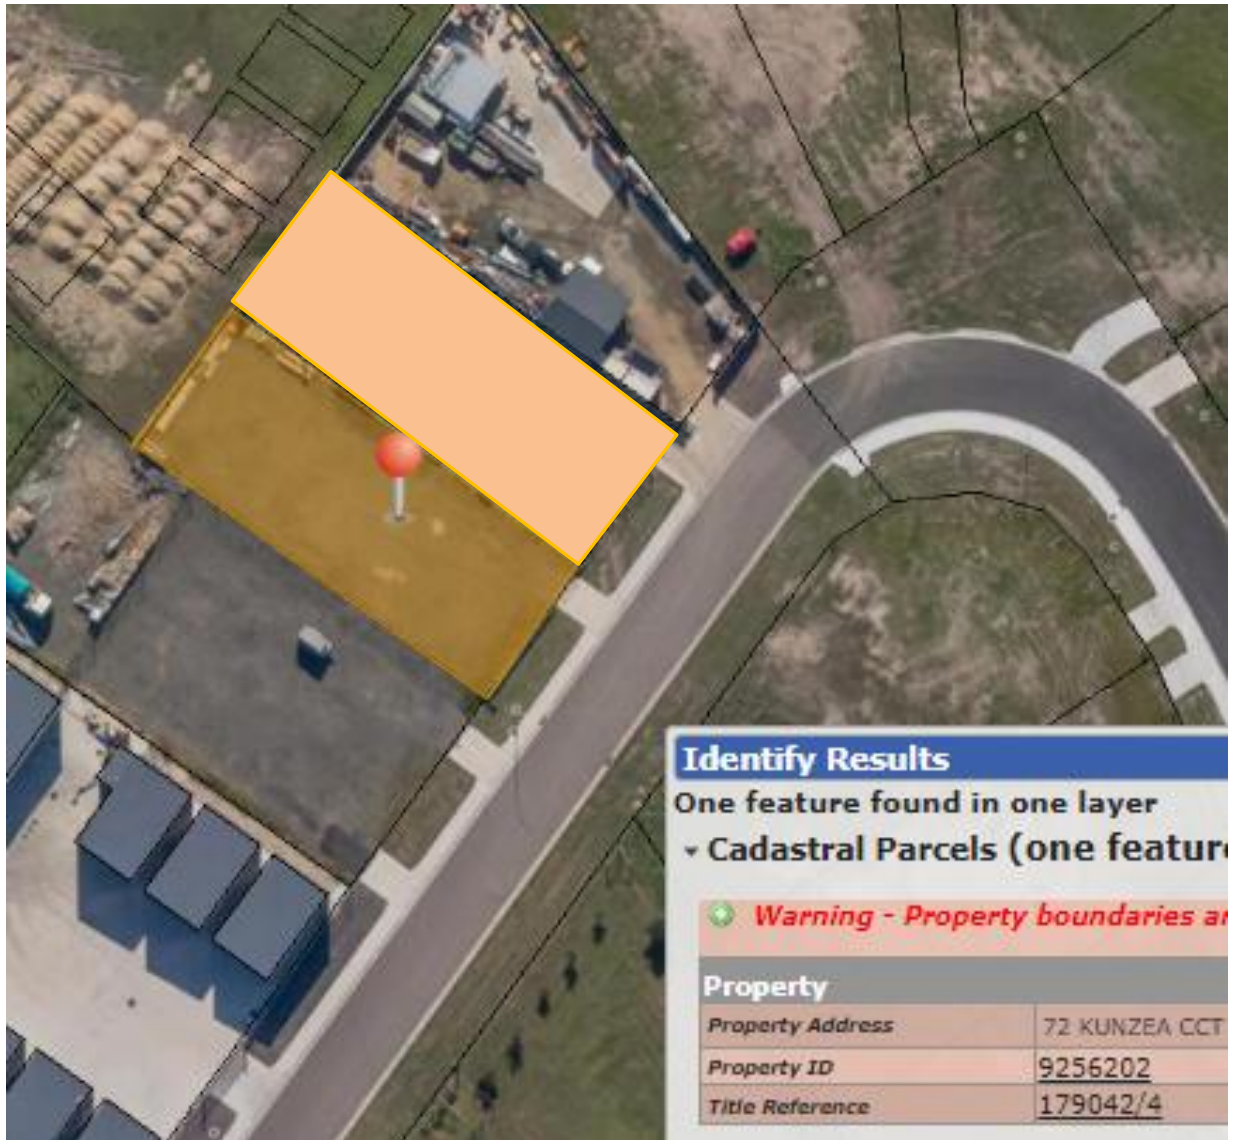 Identify Results
One feature found in one layer
Cadastral Parcels (one feature
Warning - Property boundaries ar
Property
Property Address 72 KUNZEA CCT
Property ID 9256202
Title Reference 179042/4